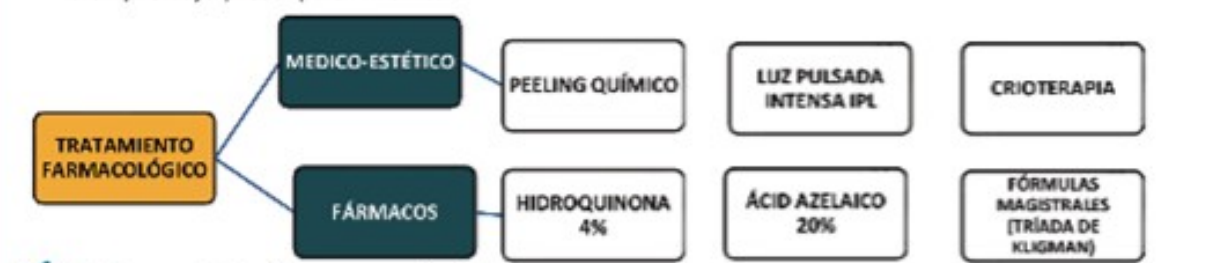 MEDICO-ESTÉTICO
PEELING QUÍMICO
LUZ PULSADA
INTENSA IPL
CRIOTERAPIA
TRATAMIENTO
FARMACOLÓGICO
FÁRMACOS
HIDROQUINONA
4%
ÁCID AZELAICO
20%
FÓRMULAS
MAGISTRALES
(TRÍADA DE
KLIGMAN)